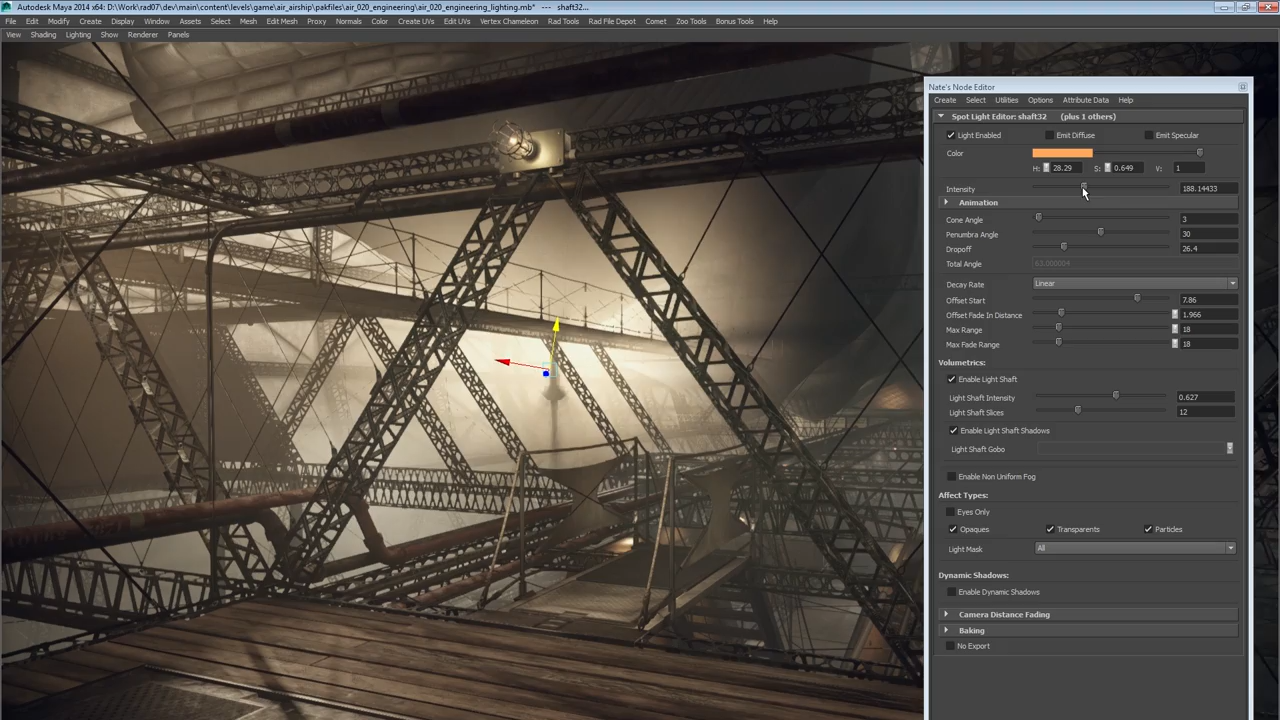 Autodesk Maya 2014 x64: D:\Work\rad07\dev\main\content\levels\game\air_airship\pakfiles\air_020_engineering\air_020_engineering_lighting.mb* --- shaft32...
File Edit Modify Create Display Window Assets Select Mesh Edit Mesh Proxy Normals Color Create UVs Edit UVs Vertex Chameleon Rad Tools Rad File Depot Comet Zoo Tools Bonus Tools Help
View Shading Lighting Show Renderer Panels
Nate's Node Editor
Create Select Utilities Options Attribute Data Help
Spot Light Editor: shaft32 (plus 1 others)
Light Enabled Emit Diffuse Emit Specular
Color
H: 28.29 S: 0.649 V: 1
Intensity 188.14433
Animation
Cone Angle 3
Penumbra Angle 30
Dropoff 26.4
Total Angle 63.000004
Decay Rate Linear
Offset Start 7.86
Offset Fade In Distance 1.966
Max Range 18
Max Fade Range 18
Volumetrics:
Enable Light Shaft
Light Shaft Intensity 0.627
Light Shaft Slices 12
Enable Light Shaft Shadows
Light Shaft Gobo
Enable Non Uniform Fog
Affect Types:
Eyes Only
Opaques Transparents Particles
Light Mask All
Dynamic Shadows:
Enable Dynamic Shadows
Camera Distance Fading
Baking
No Export